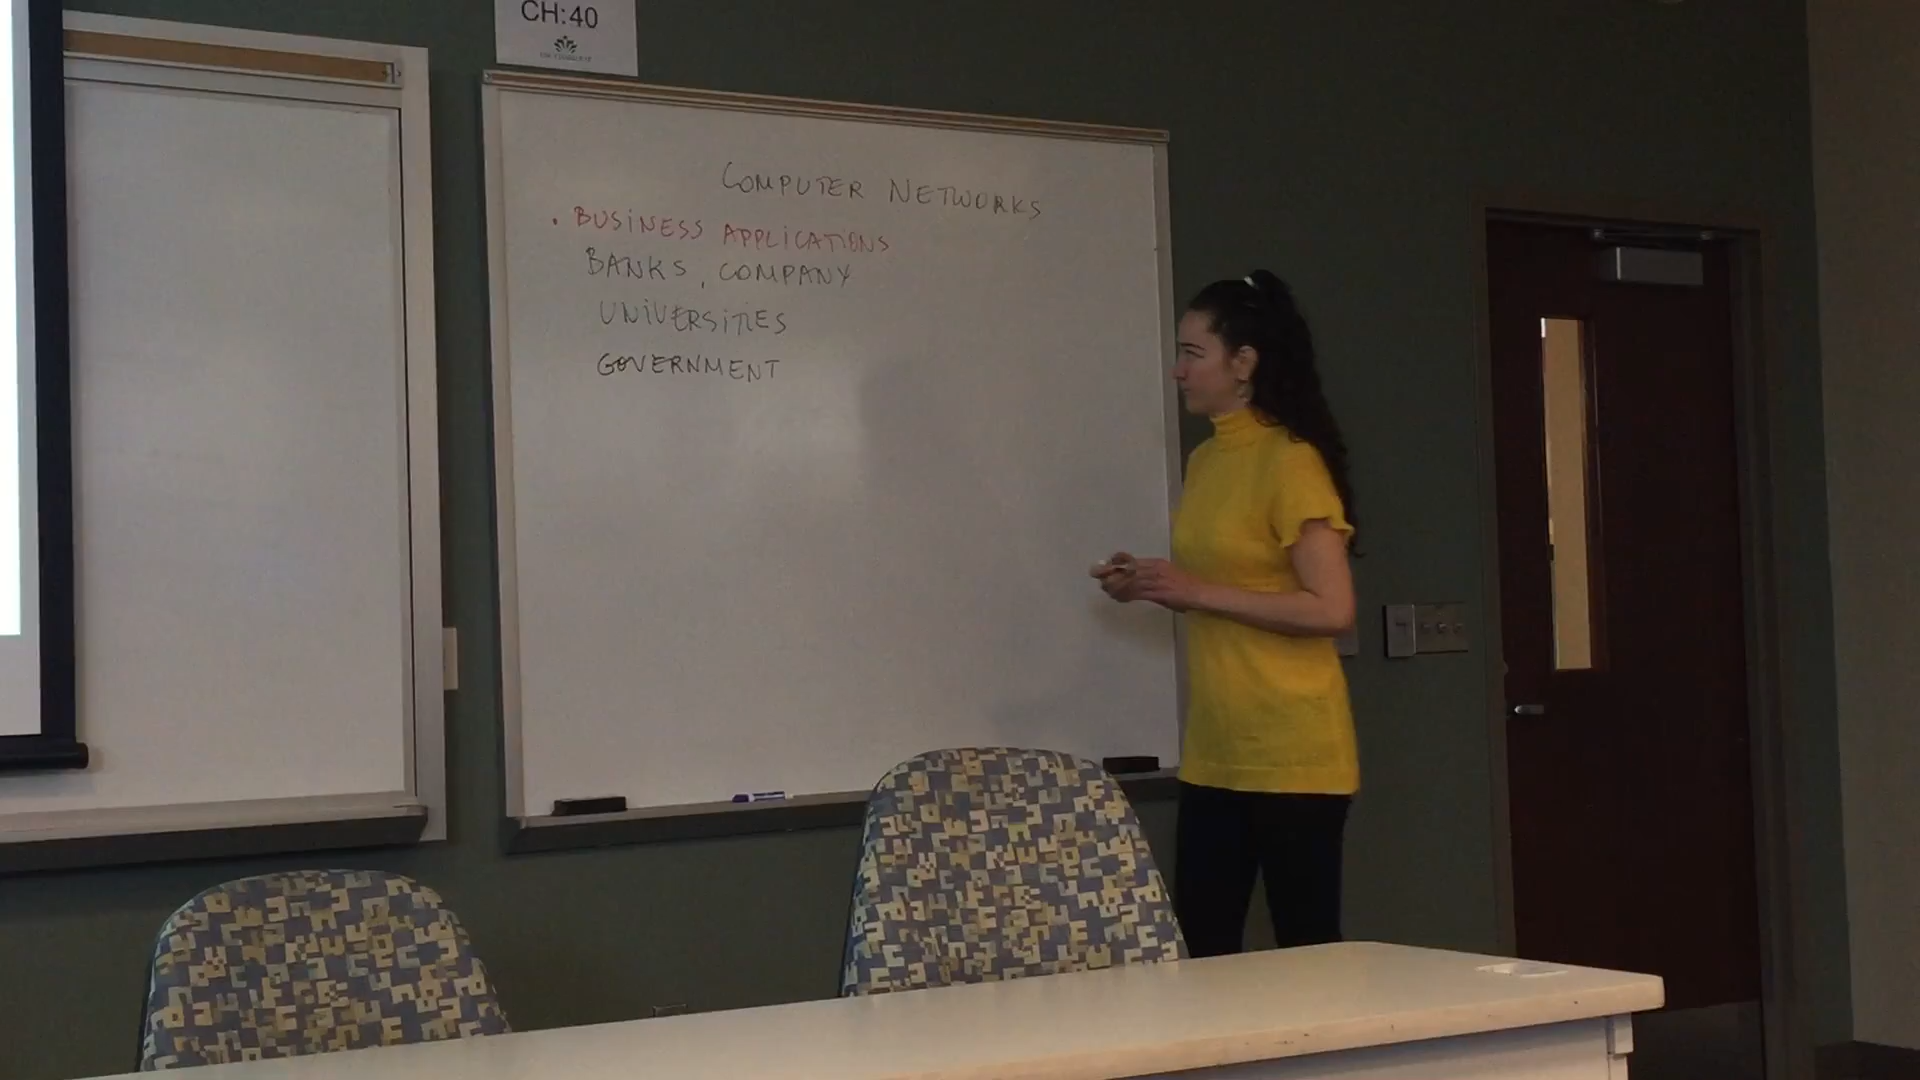 CH:40
COMPUTER NETWORKS
. BUSINESS APPLICATIONS
BANKS, COMPANY
UNIVERSITIES
GOVERNMENT